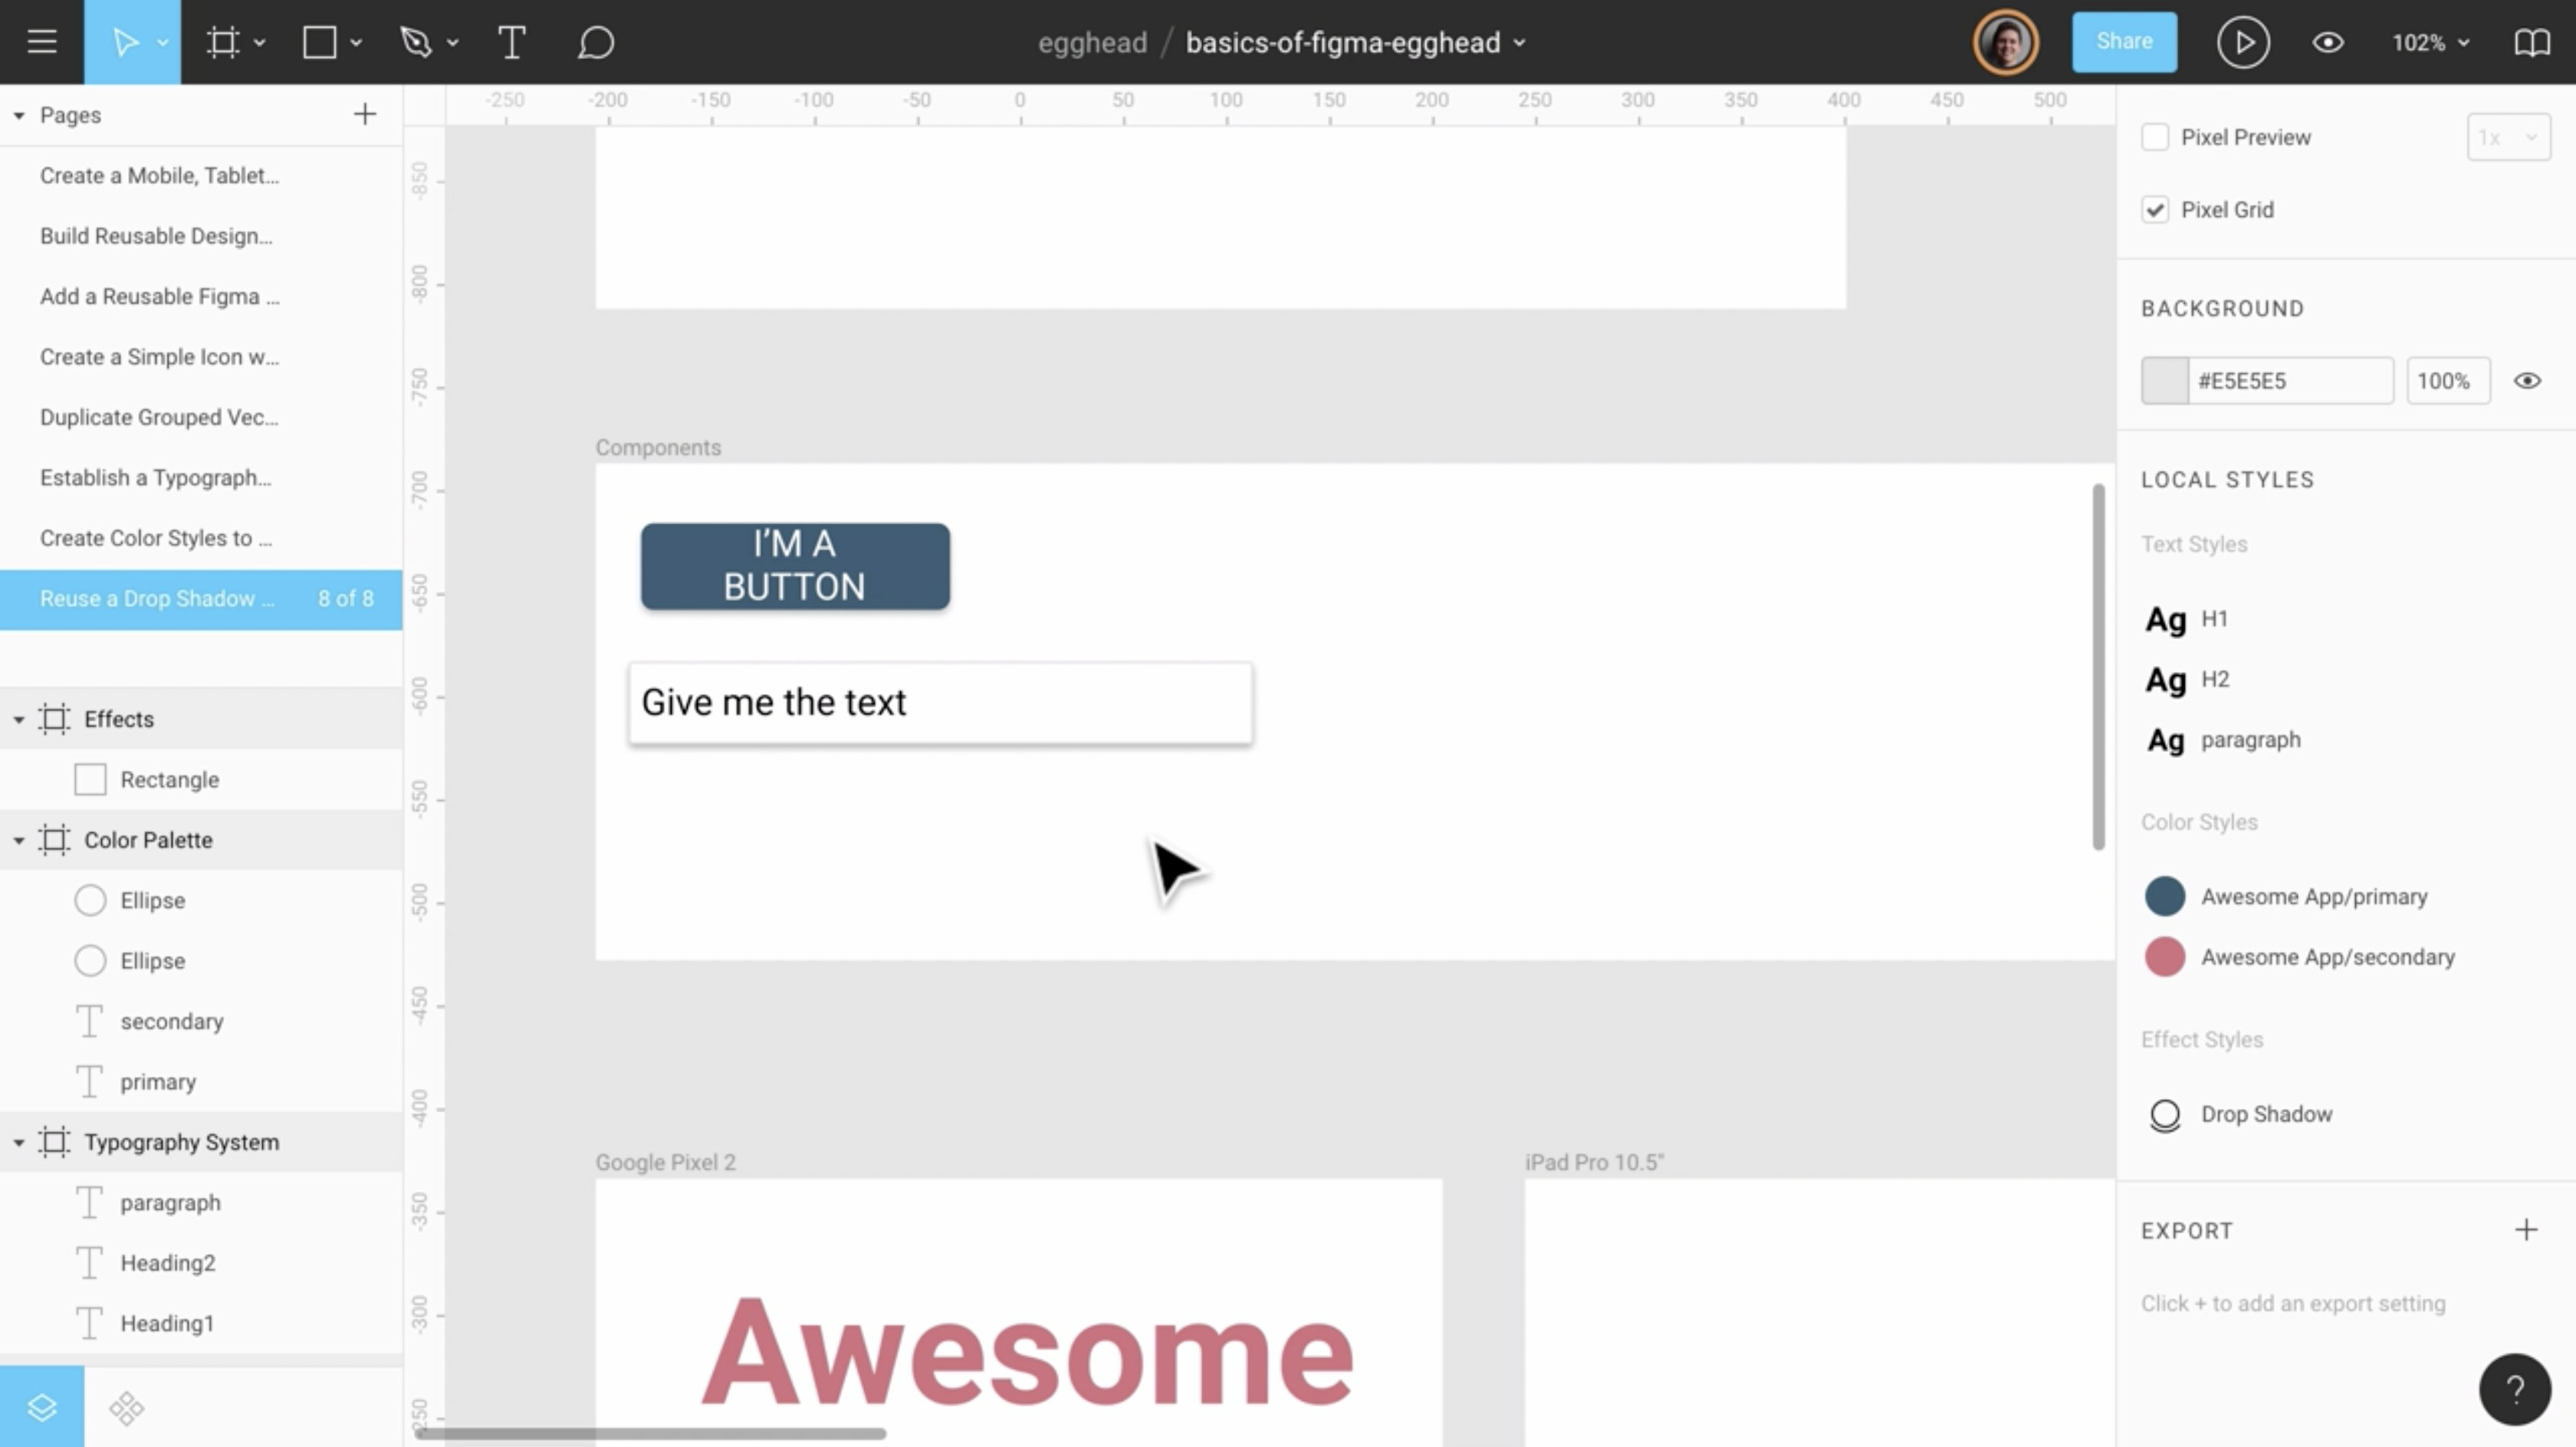 egghead / basics-of-figma-egghead
Share
102%
Pages
Create a Mobile, Tablet...
Build Reusable Design...
Add a Reusable Figma ...
Create a Simple Icon w...
Duplicate Grouped Vec...
Establish a Typograph...
Create Color Styles to ...
Reuse a Drop Shadow ... 8 of 8
Effects
Rectangle
Color Palette
Ellipse
Ellipse
secondary
primary
Typography System
paragraph
Heading2
Heading1
-250 -200 -150 -100 -50 0 50 100 150 200 250 300 350 400 450 500
-850
-800
-750
-700
-650
-600
-550
-500
-450
-400
-350
-300
250
Components
I’M A
BUTTON
Give me the text
Google Pixel 2
iPad Pro 10.5"
Awesome
Pixel Preview 1x
Pixel Grid
BACKGROUND
#E5E5E5 100%
LOCAL STYLES
Text Styles
Ag H1
Ag H2
Ag paragraph
Color Styles
Awesome App/primary
Awesome App/secondary
Effect Styles
Drop Shadow
EXPORT
Click + to add an export setting
?